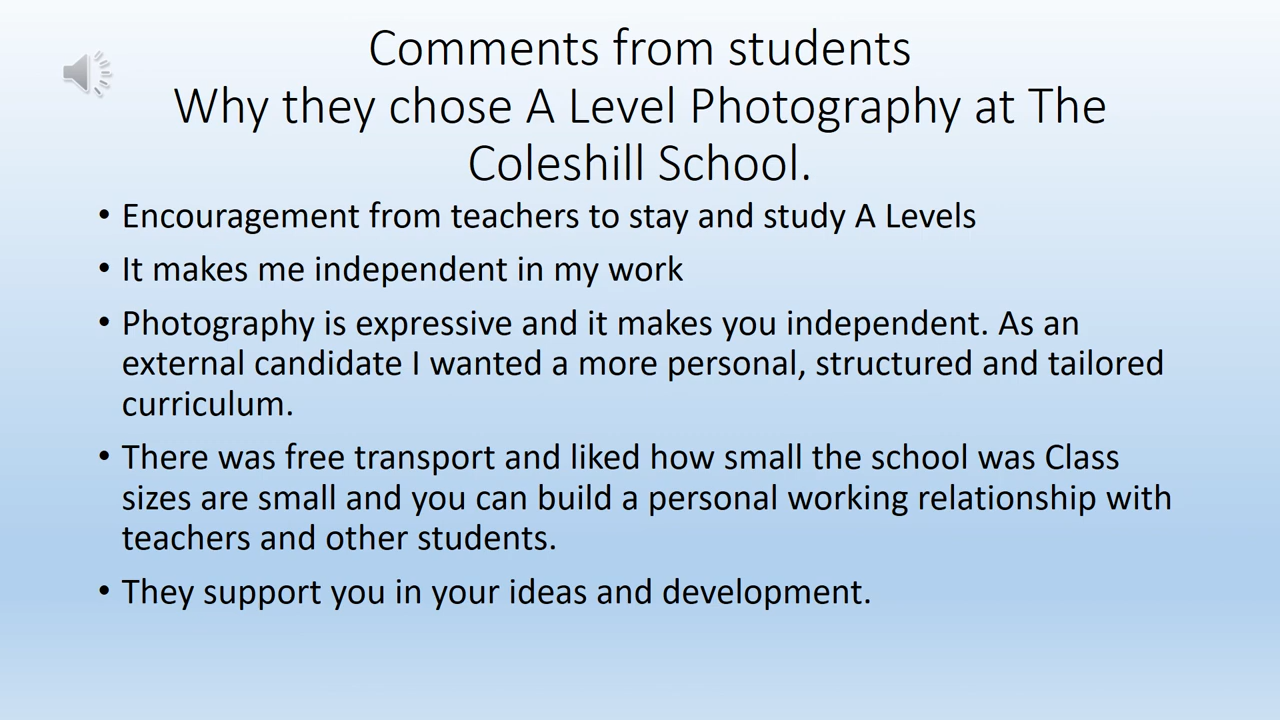 Comments from students
Why they chose A Level Photography at The
Coleshill School.
• Encouragement from teachers to stay and study A Levels
• It makes me independent in my work
• Photography is expressive and it makes you independent. As an
external candidate I wanted a more personal, structured and tailored
curriculum.
• There was free transport and liked how small the school was Class
sizes are small and you can build a personal working relationship with
teachers and other students.
• They support you in your ideas and development.